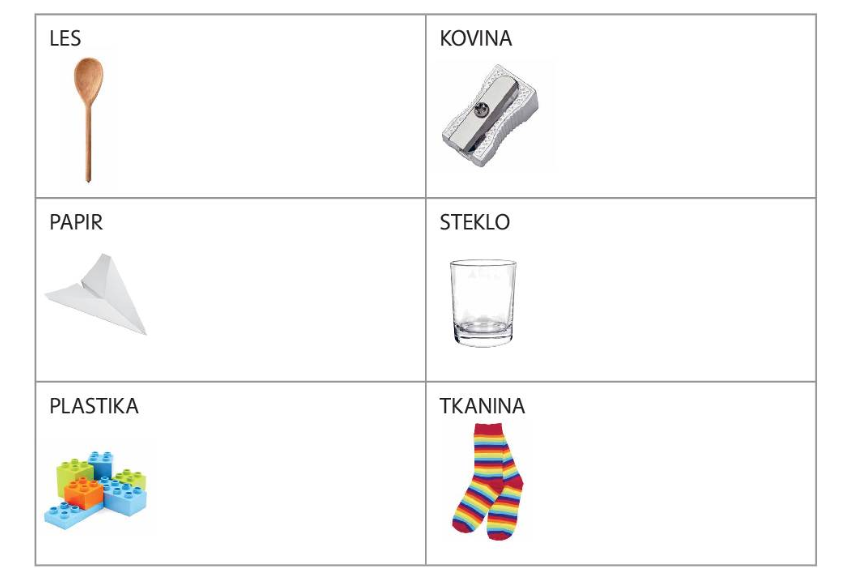 LES
KOVINA
PAPIR
STEKLO
PLASTIKA
TKANINA